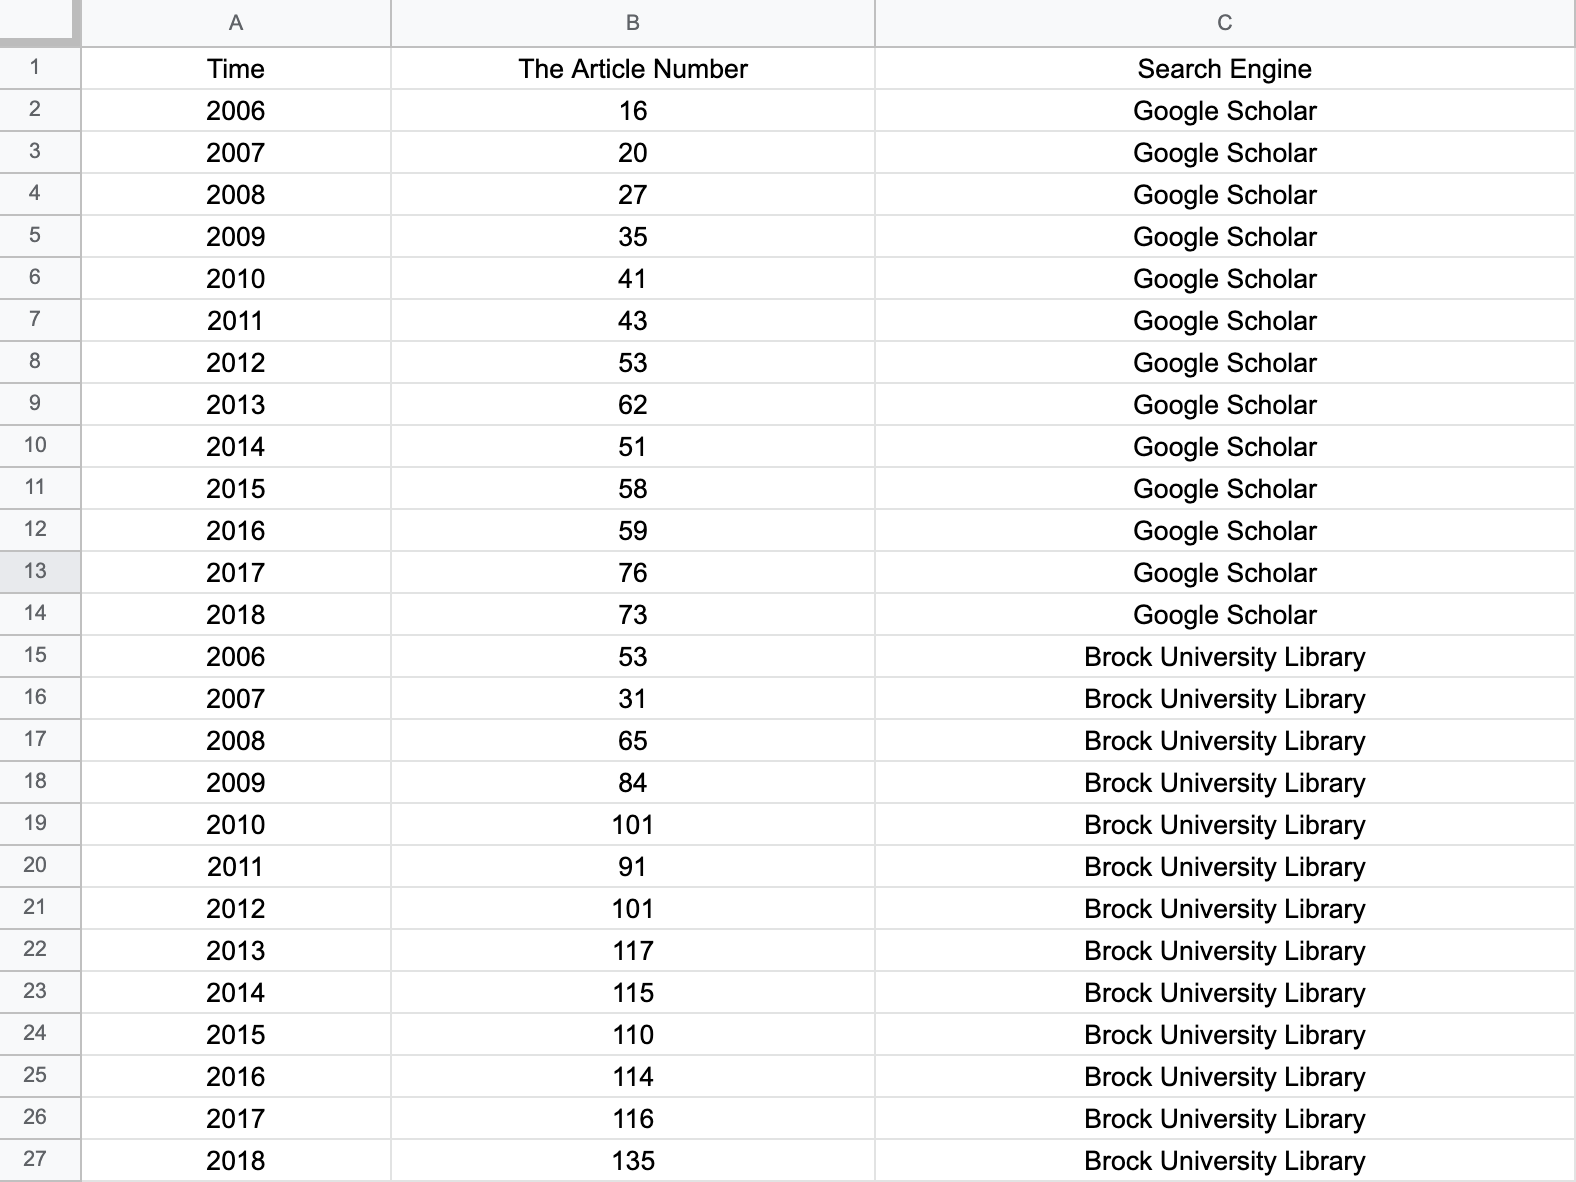 A B C
1 Time The Article Number Search Engine
2 2006 16 Google Scholar
3 2007 20 Google Scholar
4 2008 27 Google Scholar
5 2009 35 Google Scholar
6 2010 41 Google Scholar
7 2011 43 Google Scholar
8 2012 53 Google Scholar
9 2013 62 Google Scholar
10 2014 51 Google Scholar
11 2015 58 Google Scholar
12 2016 59 Google Scholar
13 2017 76 Google Scholar
14 2018 73 Google Scholar
15 2006 53 Brock University Library
16 2007 31 Brock University Library
17 2008 65 Brock University Library
18 2009 84 Brock University Library
19 2010 101 Brock University Library
20 2011 91 Brock University Library
21 2012 101 Brock University Library
22 2013 117 Brock University Library
23 2014 115 Brock University Library
24 2015 110 Brock University Library
25 2016 114 Brock University Library
26 2017 116 Brock University Library
27 2018 135 Brock University Library